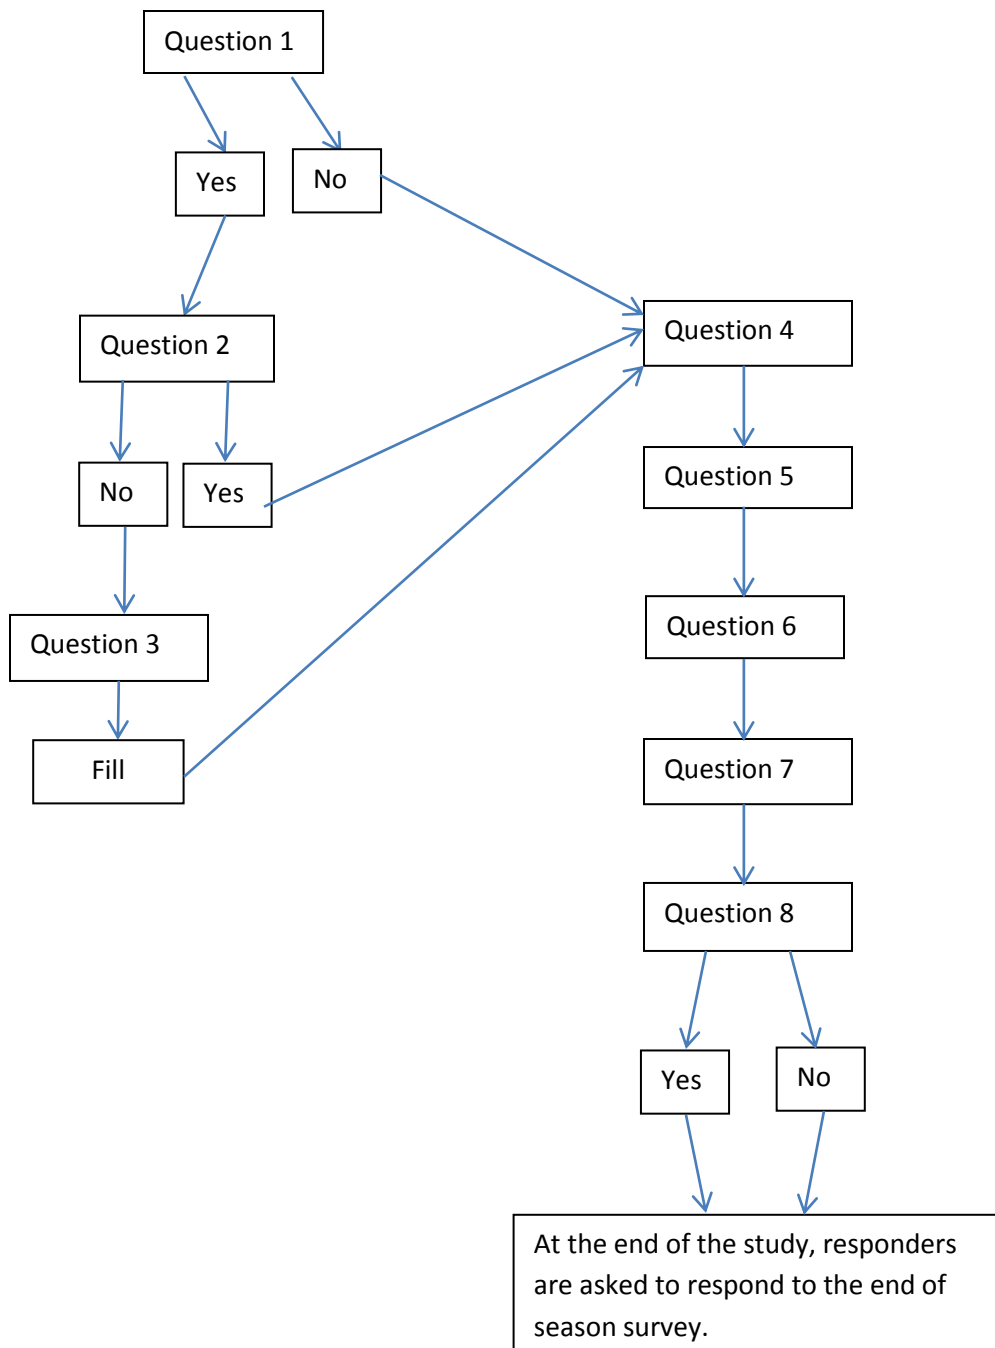 Question 1
Yes
No
Question 2
Question 4
No
Yes
Question 5
Question 3
Question 6
Fill
Question 7
Question 8
Yes
No
At the end of the study, responders
are asked to respond to the end of
season survey.